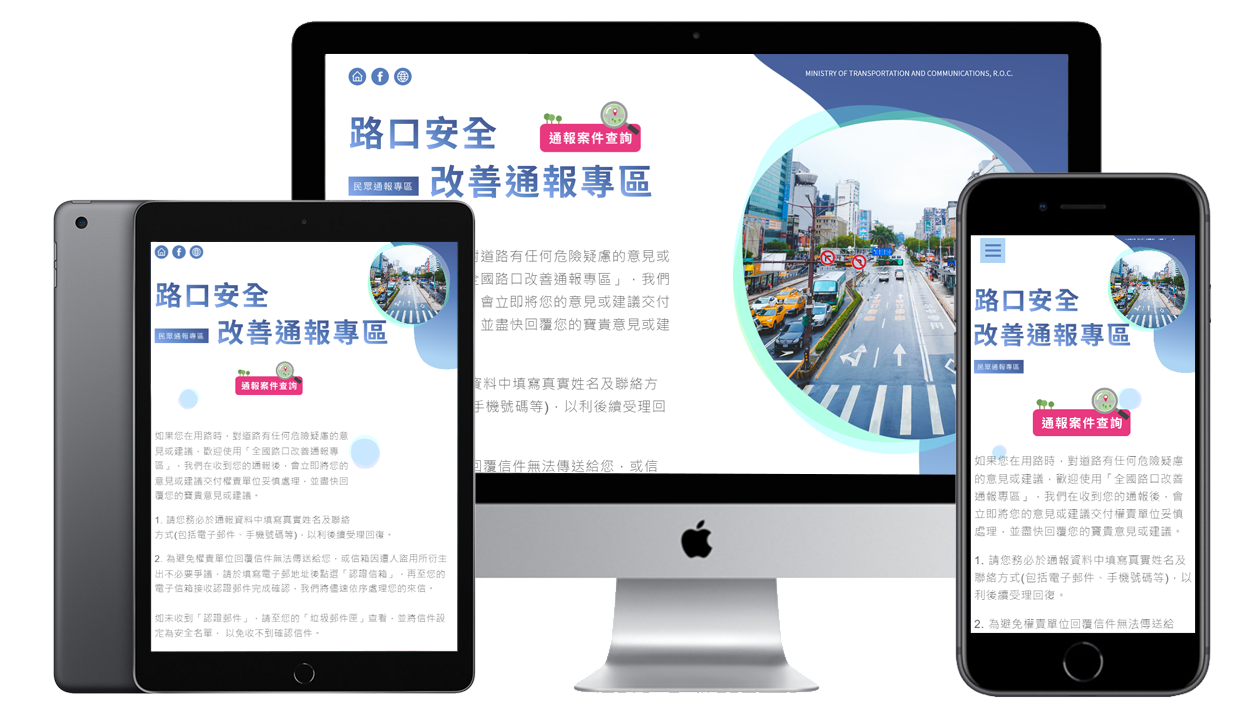 MINISTRY OF TRANSPORTATION AND COMMUNICATIONS, R.O.C.
路口安全
通報案件查詢
民眾通報專區 改善通報專區
對道路有任何危險疑慮的意見或
全國路口改善通報專區」，我們
會立即將您的意見或建議交付
並盡快回覆您的寶貴意見或建
資料中填寫真實姓名及聯絡方
手機號碼等)，以利後續受理回
回覆信件無法傳送給您，或信
路口安全
民眾通報專區 改善通報專區
通報案件查詢
如果您在用路時，對道路有任何危險疑慮的意
見或建議，歡迎使用「全國路口改善通報專
區」，我們在收到您的通報後，會立即將您的
意見或建議交付權責單位妥慎處理，並盡快回
覆您的寶貴意見或建議。
1. 請您務必於通報資料中填寫真實姓名及聯絡
方式(包括電子郵件、手機號碼等)，以利後續受理回復。
2. 為避免權責單位回覆信件無法傳送給您，或信箱因遭人盜用所衍生
出不必要爭議，請於填寫電子郵地址後點選「認證信箱」，再至您的
電子信箱接收認證郵件完成確認，我們將儘速依序處理您的來信。
如未收到「認證郵件」，請至您的「垃圾郵件匣」查看，並將信件設
定為安全名單， 以免收不到確認信件。
路口安全
改善通報專區
民眾通報專區
通報案件查詢
如果您在用路時，對道路有任何危險疑慮
的意見或建議，歡迎使用「全國路口改善
通報專區」，我們在收到您的通報後，會
立即將您的意見或建議交付權責單位妥慎
處理，並盡快回覆您的寶貴意見或建議。
1. 請您務必於通報資料中填寫真實姓名及
聯絡方式(包括電子郵件、手機號碼等)，以
利後續受理回復。
2. 為避免權責單位回覆信件無法傳送給